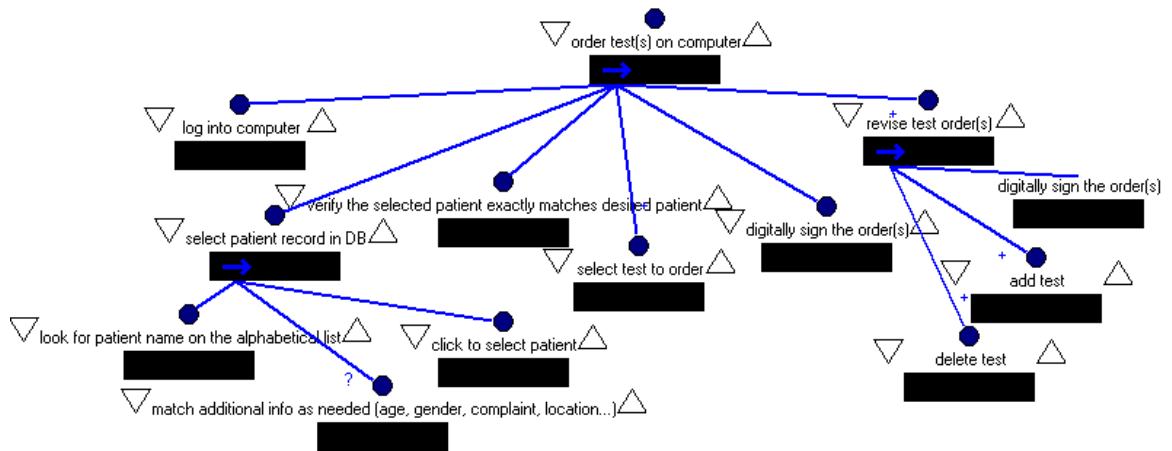 order test(s) on computer
log into computer
+
revise test order(s)
verify the selected patient exactly matches desired patient
digitally sign the order(s)
select patient record in DB
+
digitally sign the order(s)
select test to order
+
add test
+
look for patient name on the alphabetical list
click to select patient
delete test
?
match additional info as needed (age, gender, complaint, location...)